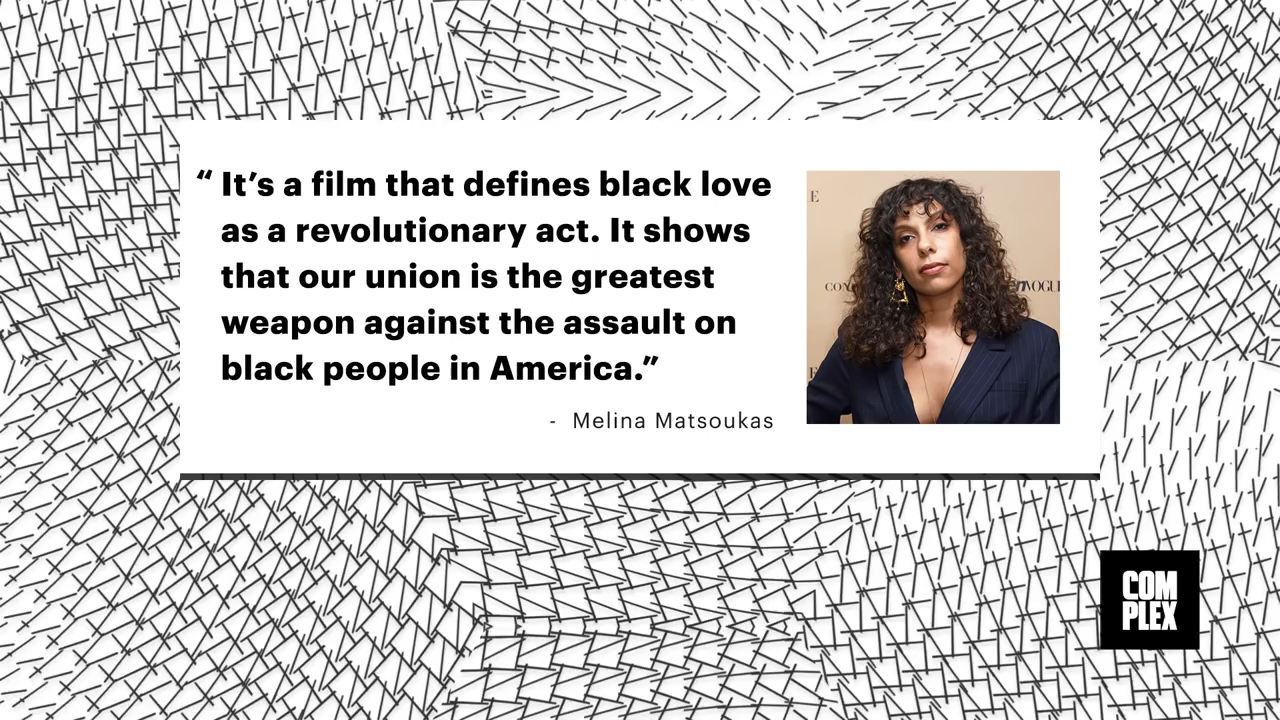 “ It’s a film that defines black love
as a revolutionary act. It shows
that our union is the greatest
weapon against the assault on
black people in America.”
- Melina Matsoukas
COM
PLEX